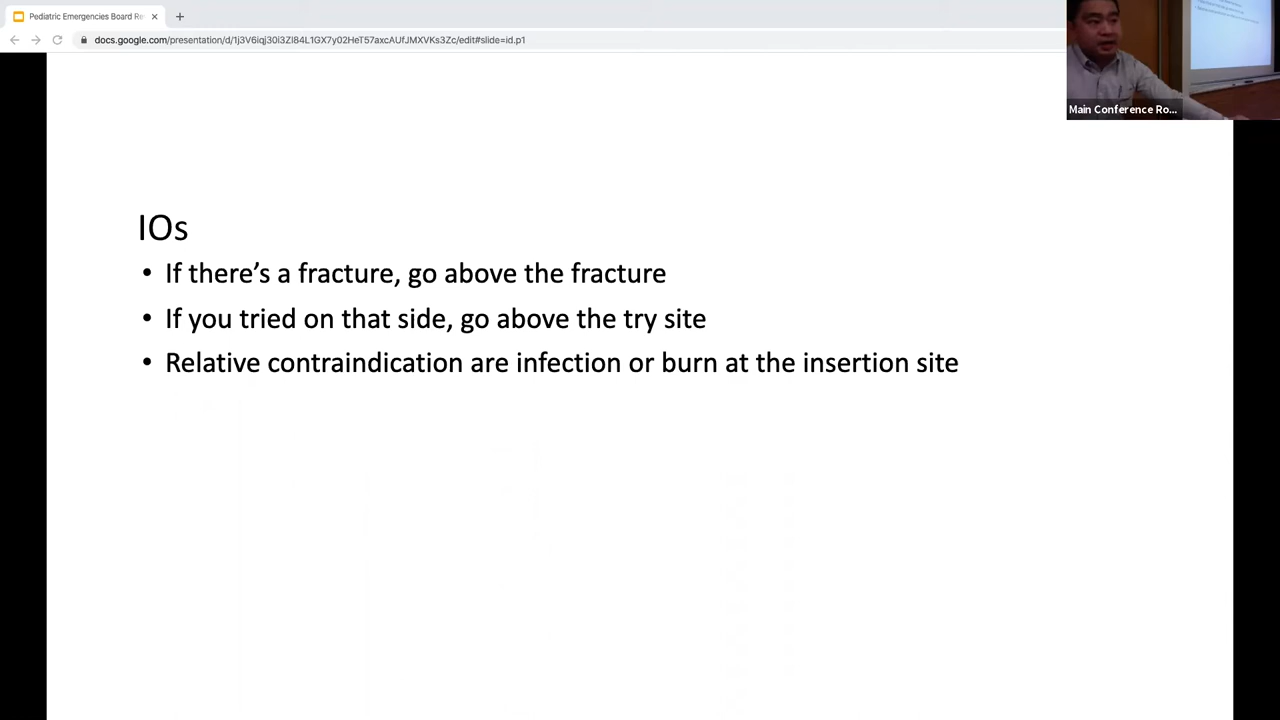 Pediatric Emergencies Board Re
docs.google.com/presentation/d/1j3V6iqj30i3ZI84L1GX7y02HeT57axcAUfJMXVKs3Zc/edit#slide=id.p1
Main Conference Ro...
IOs
• If there's a fracture, go above the fracture
• If you tried on that side, go above the try site
• Relative contraindication are infection or burn at the insertion site